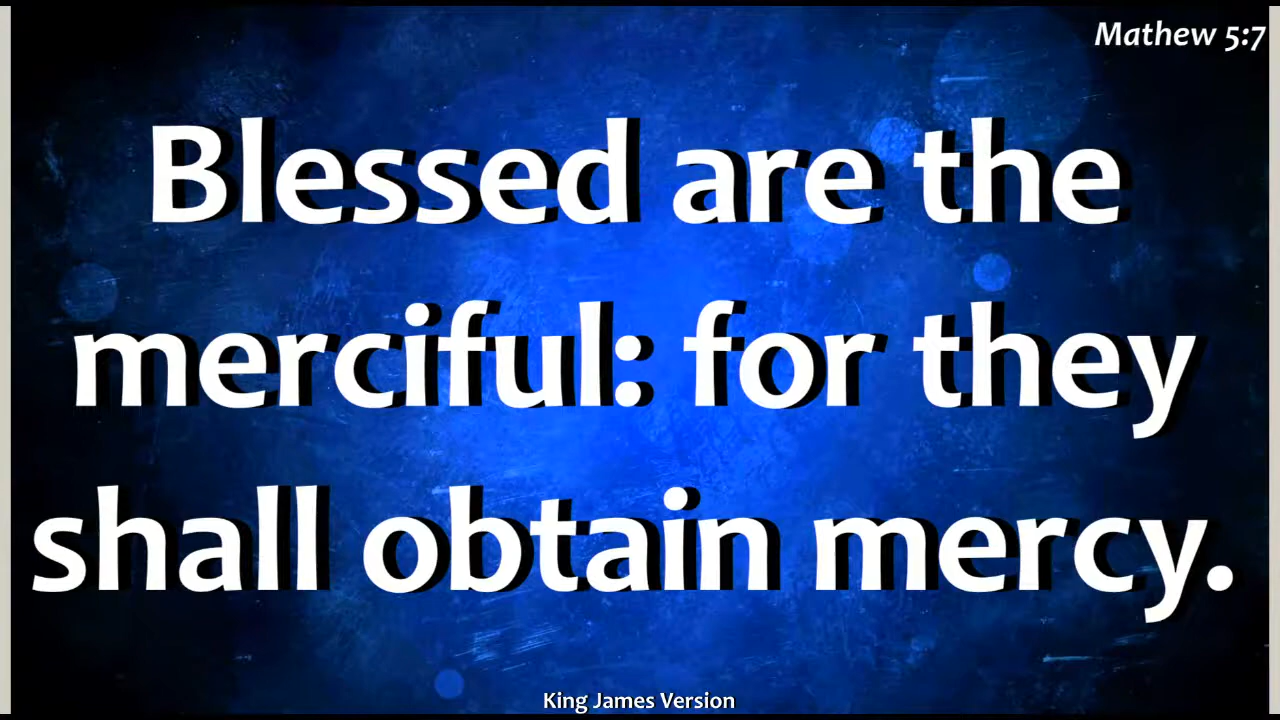 Mathew 5:7
Blessed are the
merciful: for they
shall obtain mercy.
King James Version